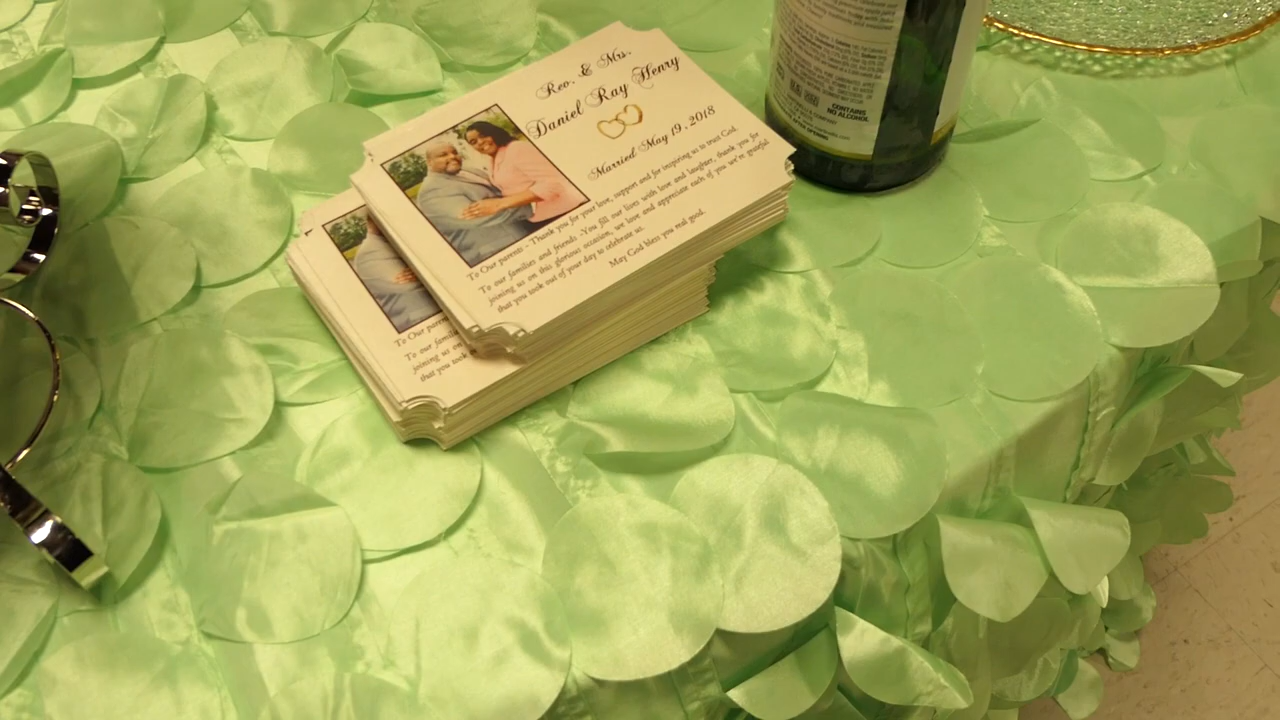 Rev. & Mrs.
Daniel Ray Henry
Married May 19, 2018
To Our parents - Thank you for your love, support and for inspiring us to trust God.
To our families and friends - You fill our lives with love and laughter, thank you for
joining us on this glorious occasion, we love and appreciate each of you we're grateful
that you took out of your day to celebrate us.
May God bless you real good.
To Our paren
To our familie
joining us on
that you took o
CONTAINS
NO ALCOHOL